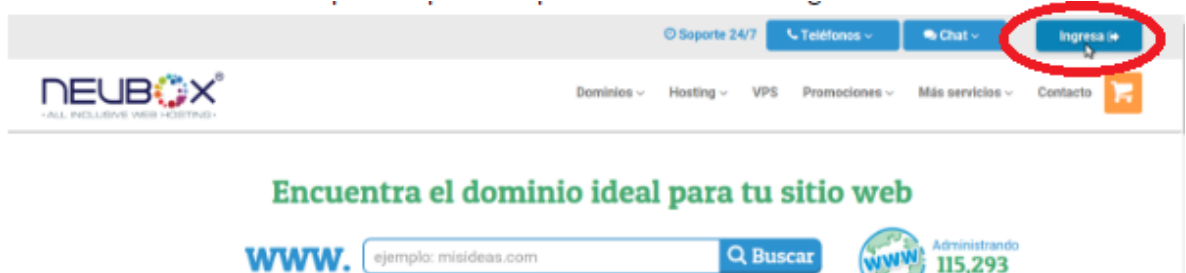 Soporte 24/7 Teléfonos Chat Ingresa
NEUBOX®
-ALL INCLUSIVE WEB HOSTING-
Dominios Hosting VPS Promociones Más servicios Contacto
Encuentra el dominio ideal para tu sitio web
www. ejemplo: misideas.com Buscar
www
Administrando
115,293